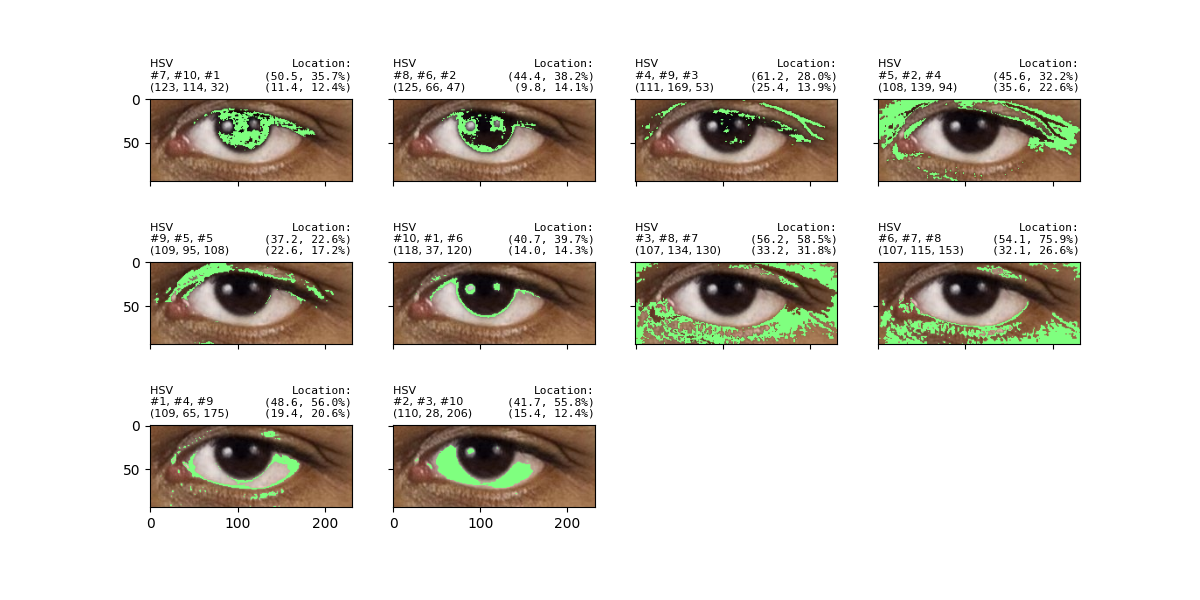 HSV Location:
#7, #10, #1 (50.5, 35.7%)
(123, 114, 32) (11.4, 12.4%)
HSV Location:
#8, #6, #2 (44.4, 38.2%)
(125, 66, 47) (9.8, 14.1%)
HSV Location:
#4, #9, #3 (61.2, 28.0%)
(111, 169, 53) (25.4, 13.9%)
HSV Location:
#5, #2, #4 (45.6, 32.2%)
(108, 139, 94) (35.6, 22.6%)
0
50
HSV Location:
#9, #5, #5 (37.2, 22.6%)
(109, 95, 108) (22.6, 17.2%)
HSV Location:
#10, #1, #6 (40.7, 39.7%)
(118, 37, 120) (14.0, 14.3%)
HSV Location:
#3, #8, #7 (56.2, 58.5%)
(107, 134, 130) (33.2, 31.8%)
HSV Location:
#6, #7, #8 (54.1, 75.9%)
(107, 115, 153) (32.1, 26.6%)
0
50
HSV Location:
#1, #4, #9 (48.6, 56.0%)
(109, 65, 175) (19.4, 20.6%)
HSV Location:
#2, #3, #10 (41.7, 55.8%)
(110, 28, 206) (15.4, 12.4%)
0
50
0 100 200
0 100 200